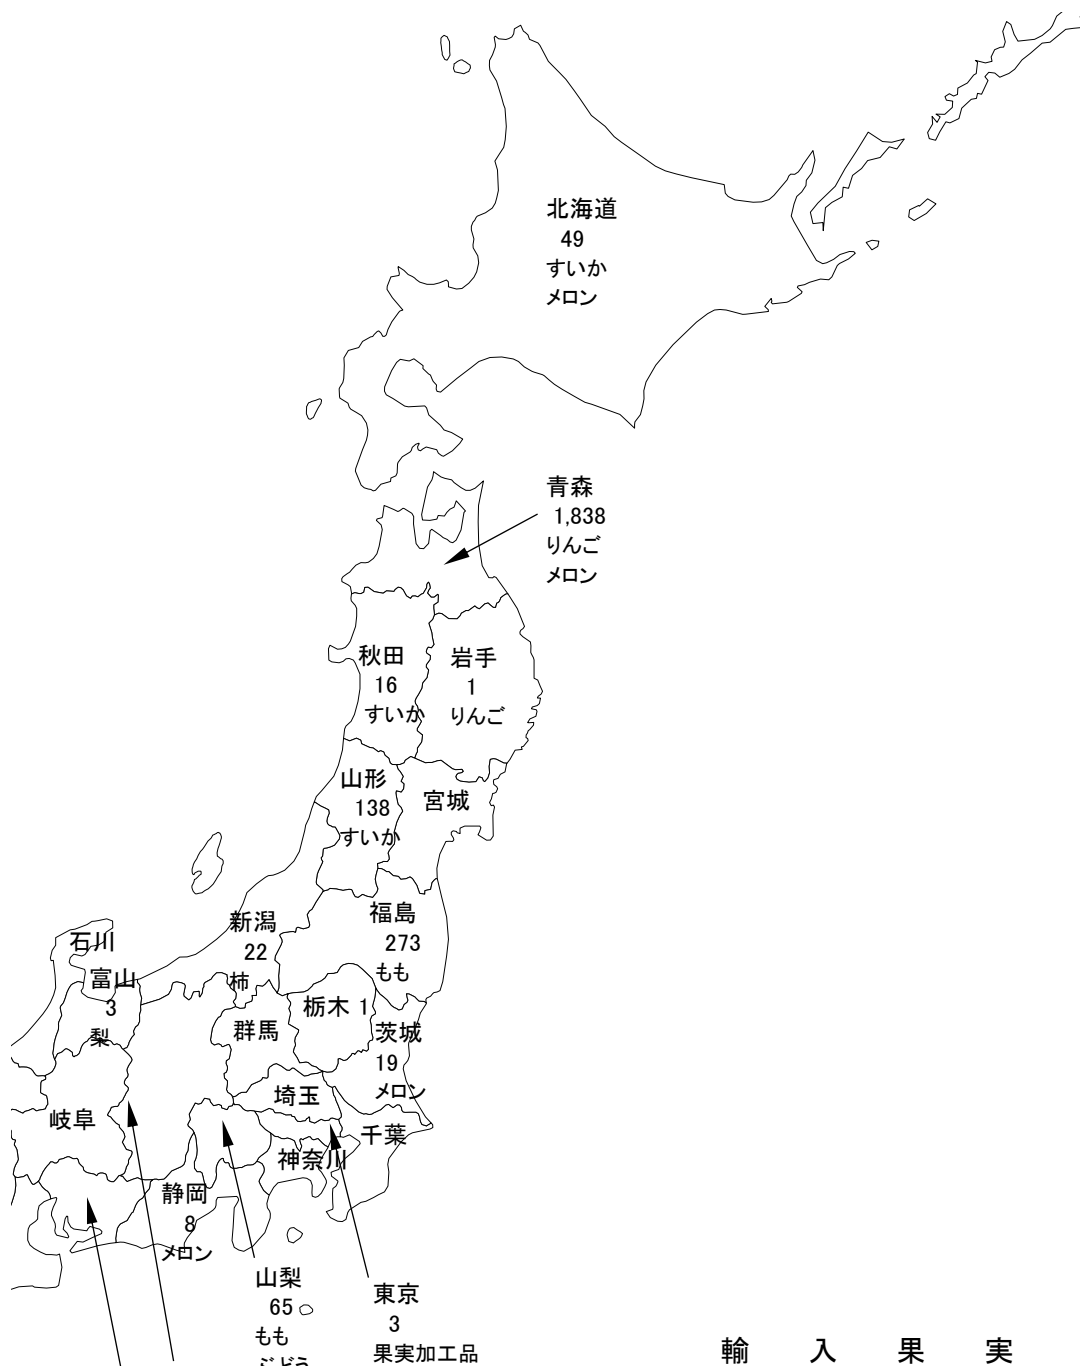 北海道
49
すいか
メロン
青森
1,838
りんご
メロン
秋田
16
すいか
岩手
1
りんご
山形
138
すいか
宮城
福島
273
もも
新潟
22
柿
石川
富山
3
梨
栃木 1
群馬
茨城
19
メロン
埼玉
岐阜
千葉
神奈川
静岡
8
メロン
山梨
65
もも
ぶどう
東京
3
果実加工品
輸 入 果 実